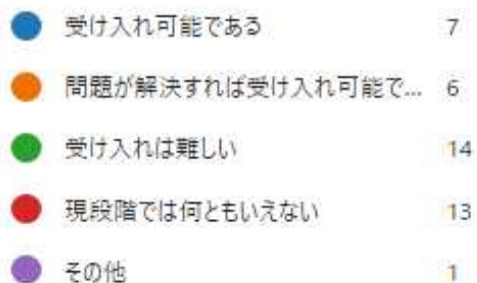 受け入れ可能である 7
問題が解決すれば受け入れ可能で... 6
受け入れは難しい 14
現段階では何ともいえない 13
その他 1